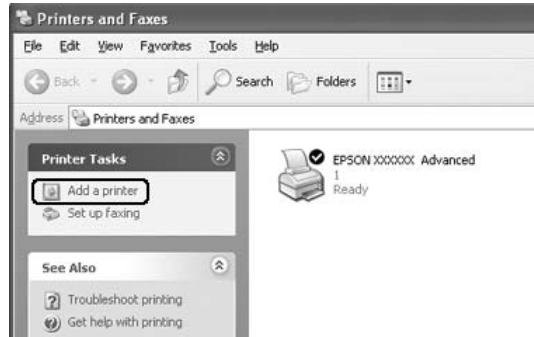 Printers and Faxes
File Edit View Favorites Tools Help
Back Search Folders
Address Printers and Faxes
Printer Tasks
Add a printer
Set up faxing
See Also
Troubleshoot printing
Get help with printing
EPSON XXXXXX Advanced
1
Ready